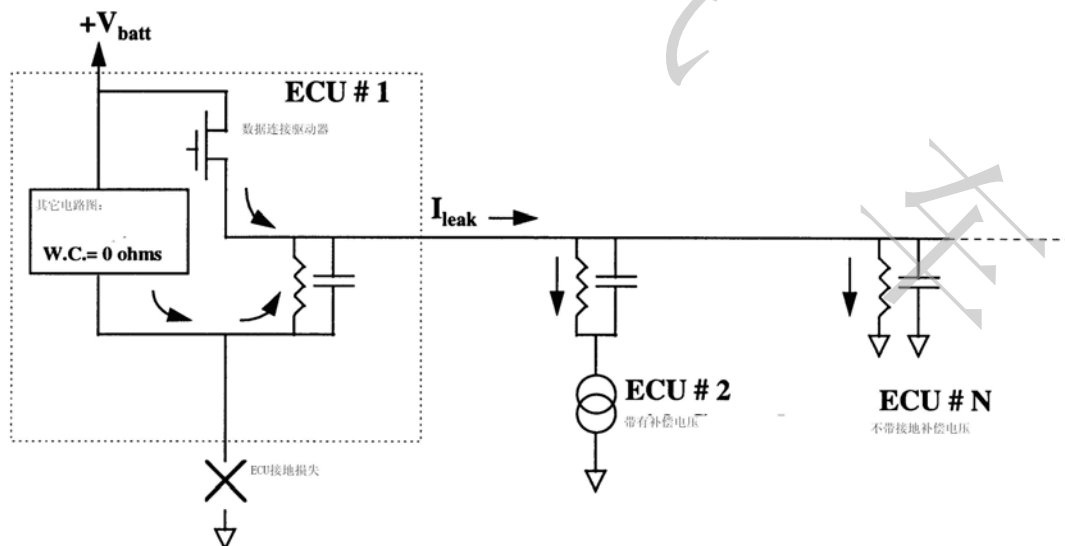 +Vbatt
ECU # 1
数据连接驱动器
其它电路图:
W.C.= 0 ohms
Ileak
ECU # 2
带有补偿电压
ECU # N
不带接地补偿电压
ECU接地损失